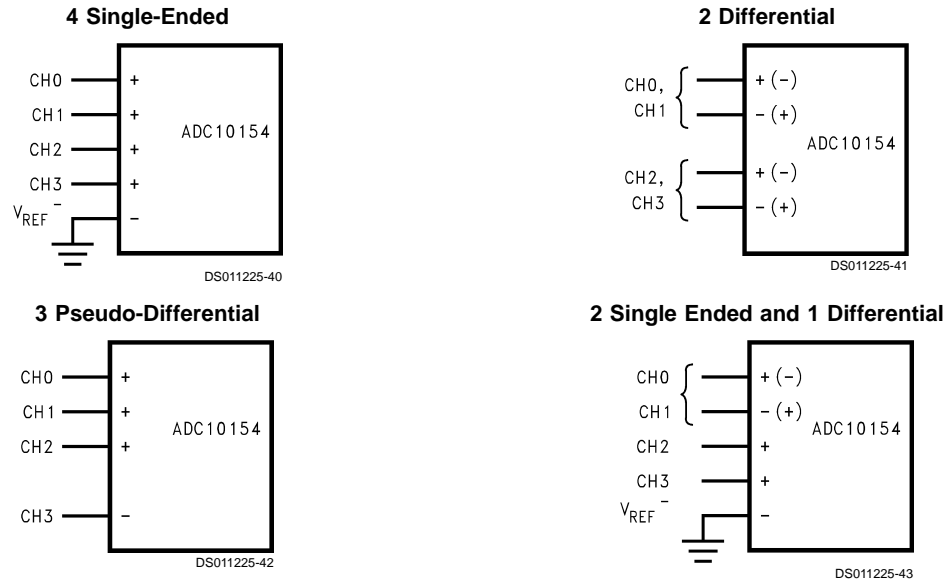 4 Single-Ended
CH0
+
CH1
+
ADC10154
CH2
+
CH3
+
VREF−
−
DS011225-40
2 Differential
CH0,
CH1
+ (−)
− (+)
ADC10154
CH2,
CH3
+ (−)
− (+)
DS011225-41
3 Pseudo-Differential
CH0
+
CH1
+
ADC10154
CH2
+
CH3
−
DS011225-42
2 Single Ended and 1 Differential
CH0
+ (−)
CH1
− (+)
ADC10154
CH2
+
CH3
+
VREF−
−
DS011225-43